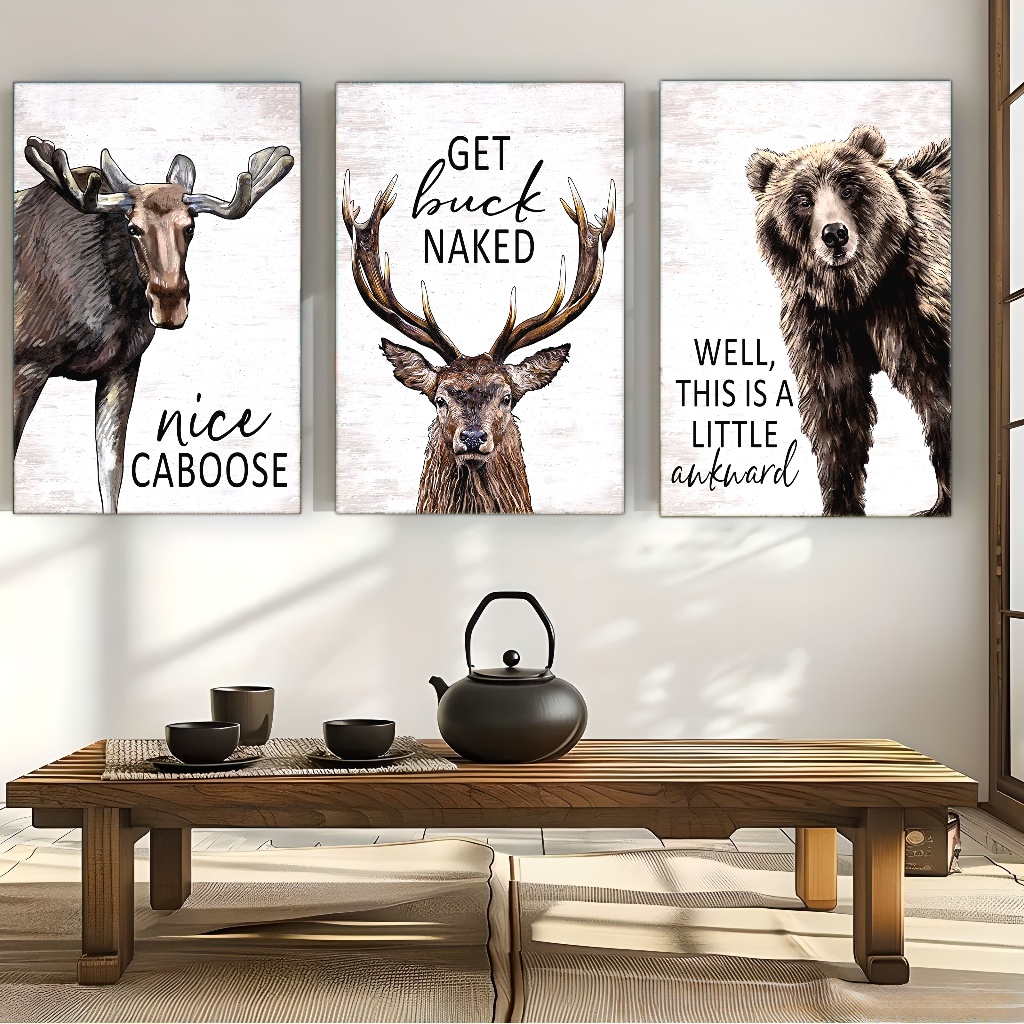 nice
CABOOSE
GET
buck
NAKED
WELL,
THIS IS A
LITTLE
awkward